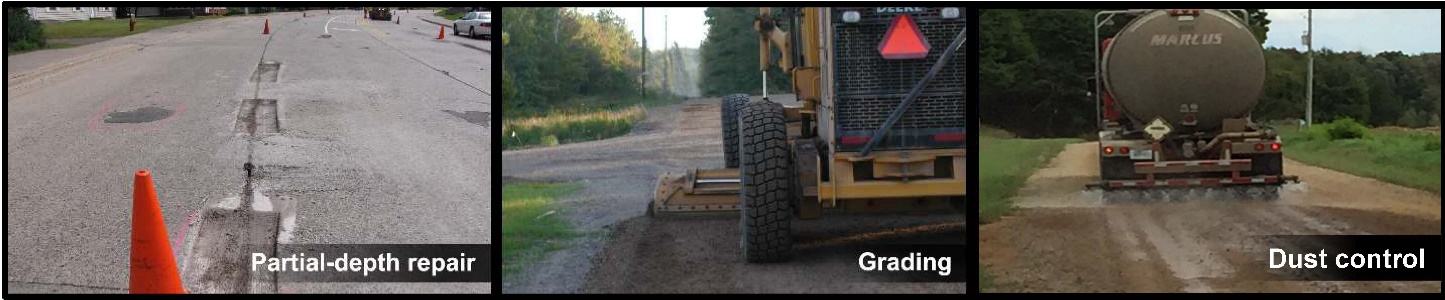 Partial-depth repair
DEERE
Grading
MARCUS
Dust control